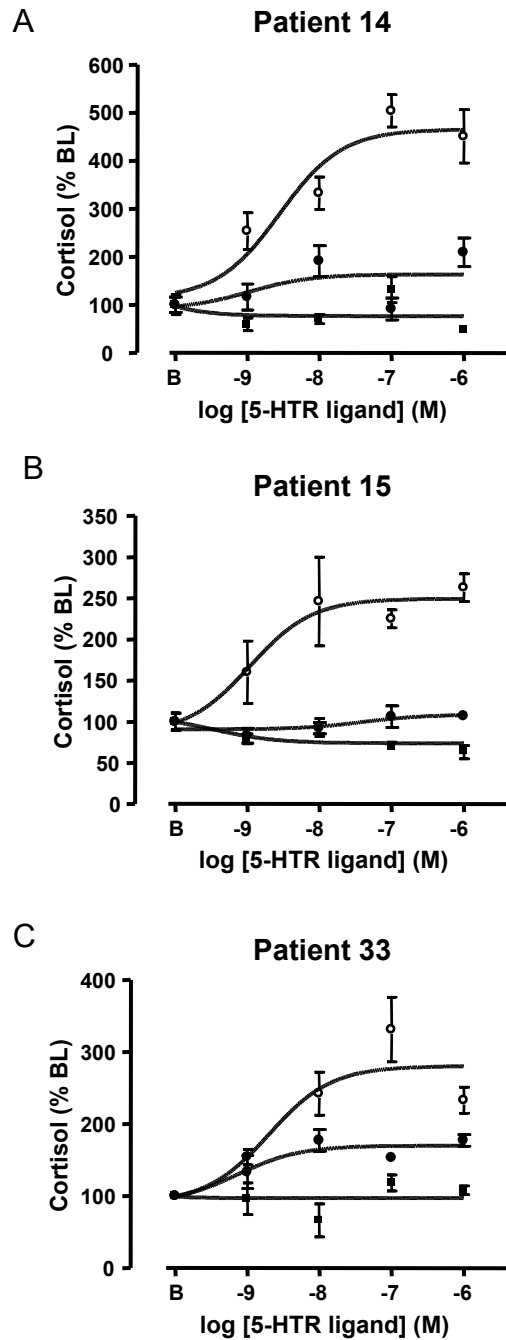 A
Patient 14
Cortisol (% BL)
600
500
400
300
200
100
0
B -9 -8 -7 -6
log [5-HTR ligand] (M)
B
Patient 15
Cortisol (% BL)
350
300
250
200
150
100
50
0
B -9 -8 -7 -6
log [5-HTR ligand] (M)
C
Patient 33
Cortisol (% BL)
400
300
200
100
0
B -9 -8 -7 -6
log [5-HTR ligand] (M)